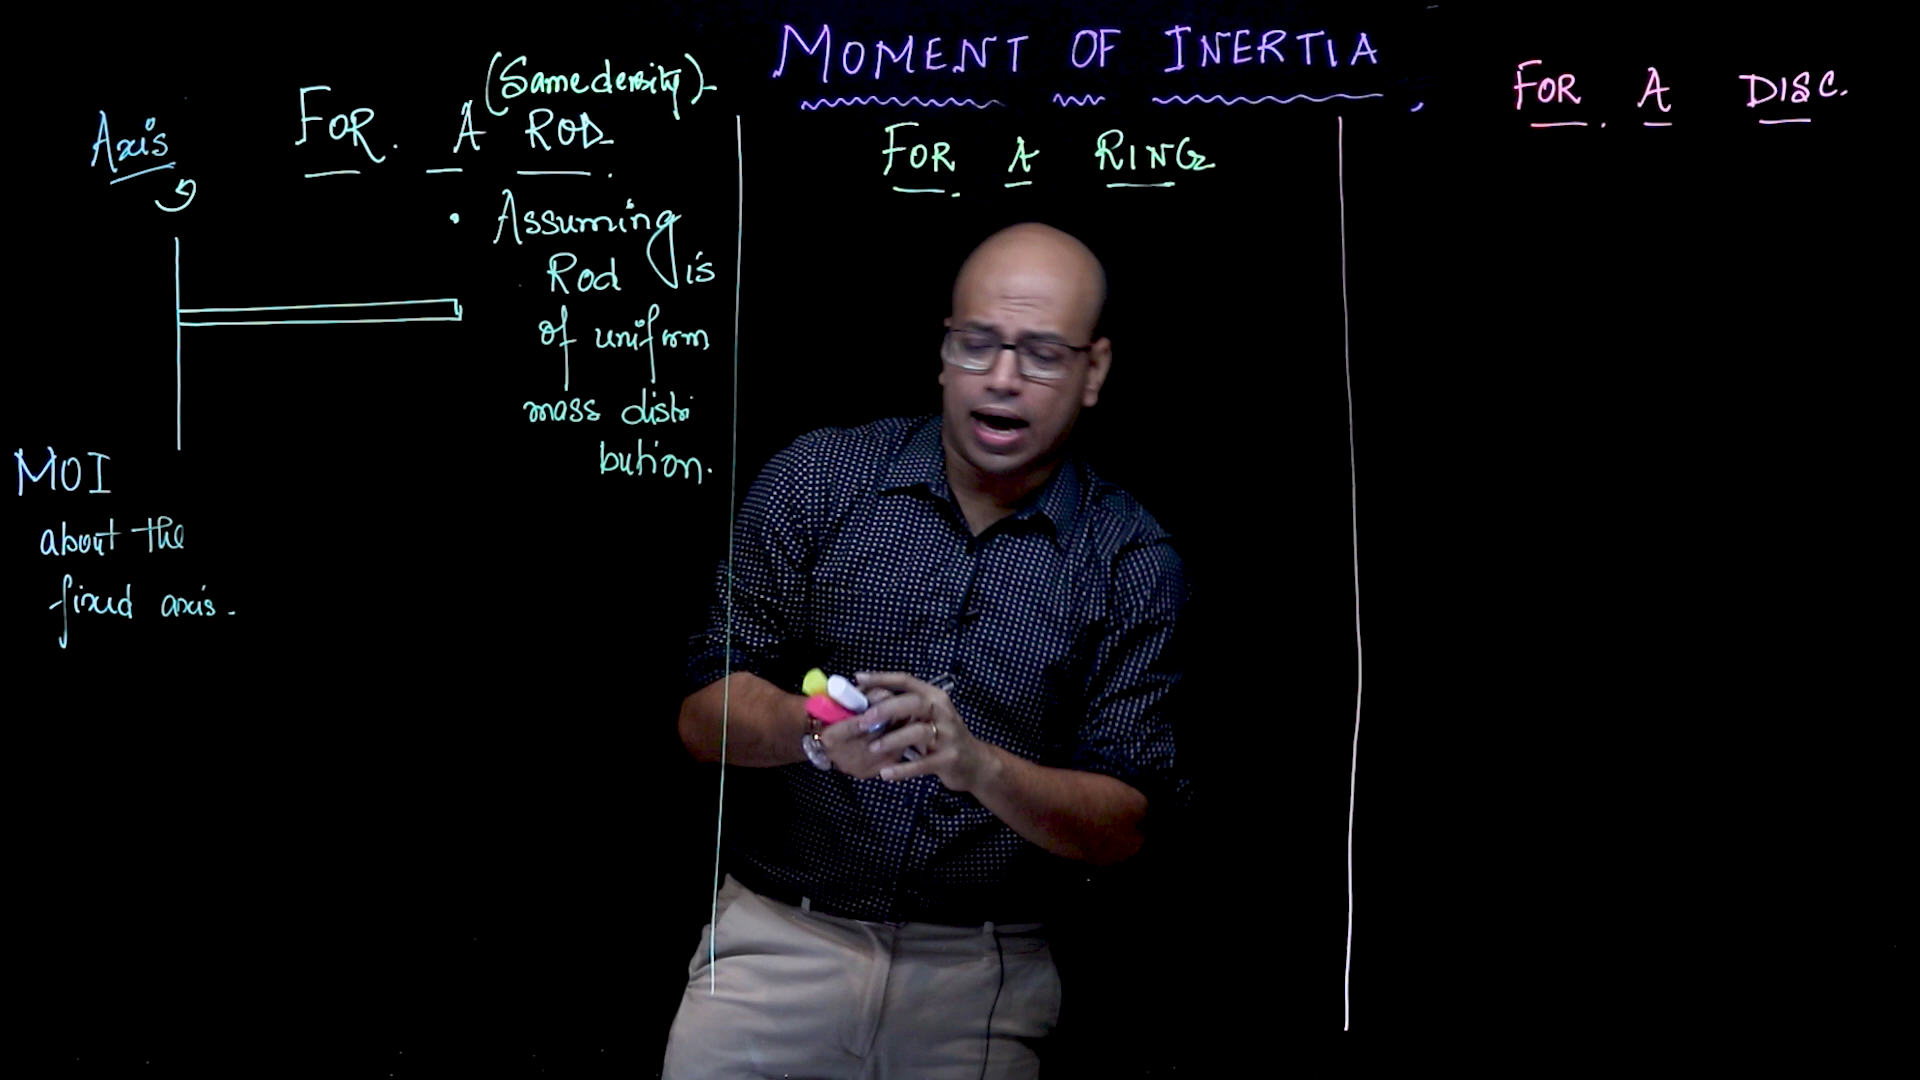 MOMENT OF INERTIA,
Axis
FOR. A ROD.
(Same density)
• Assuming
Rod is
of uniform
mass distri
bution.
MOI
about the
fixed axis.
FOR A RING
FOR A DISC.